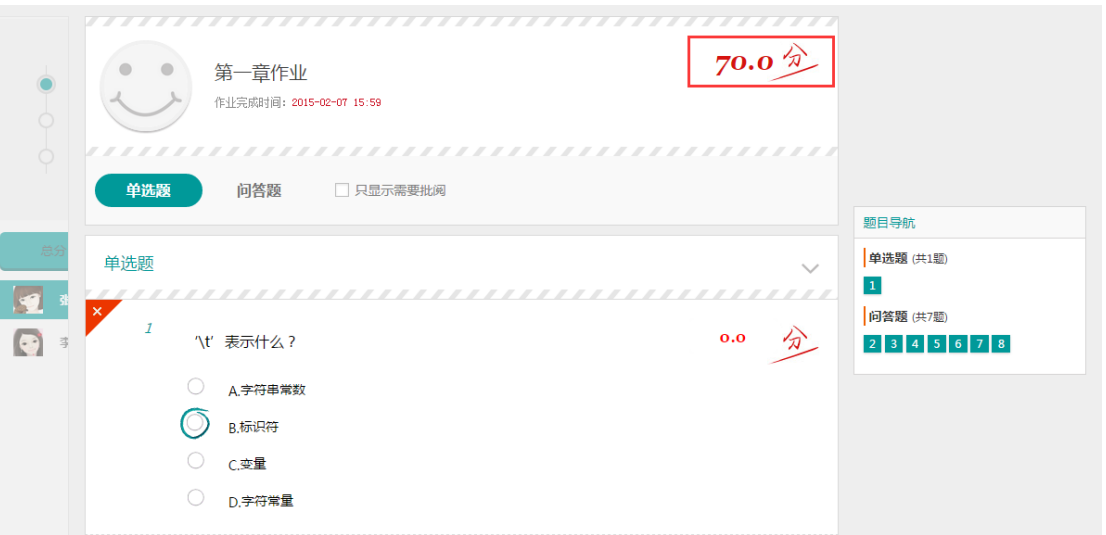 70.0 分
第一章作业
作业完成时间：2015-02-07 15:59
单选题 问答题 只显示需要批阅
总分
张
李
单选题
1 '\t' 表示什么？ 0.0 分
A.字符串常数
B.标识符
C.变量
D.字符常量
题目导航
单选题 (共1题)
1
问答题 (共7题)
2 3 4 5 6 7 8